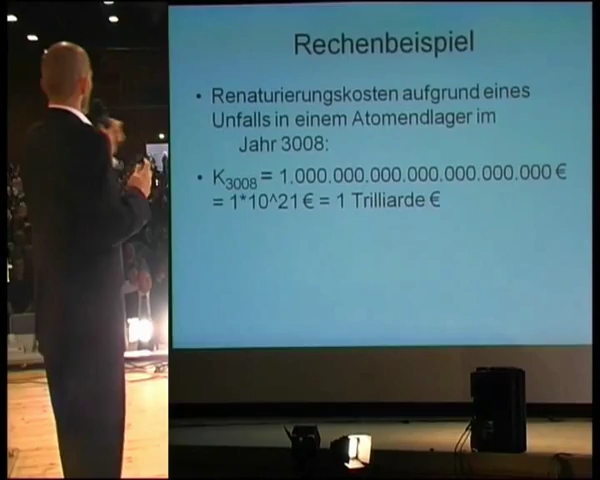 Rechenbeispiel
• Renaturierungskosten aufgrund eines
Unfalls in einem Atomendlager im
Jahr 3008:
• K3008 = 1.000.000.000.000.000.000.000 €
= 1*10^21 € = 1 Trilliarde €